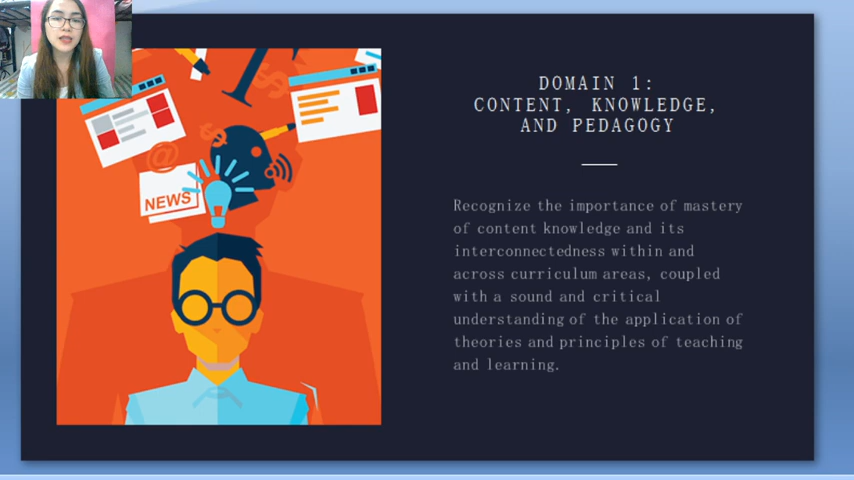 DOMAIN 1:
CONTENT, KNOWLEDGE,
AND PEDAGOGY
Recognize the importance of mastery
of content knowledge and its
interconnectedness within and
across curriculum areas, coupled
with a sound and critical
understanding of the application of
theories and principles of teaching
and learning.
T
$
$
@
NEWS